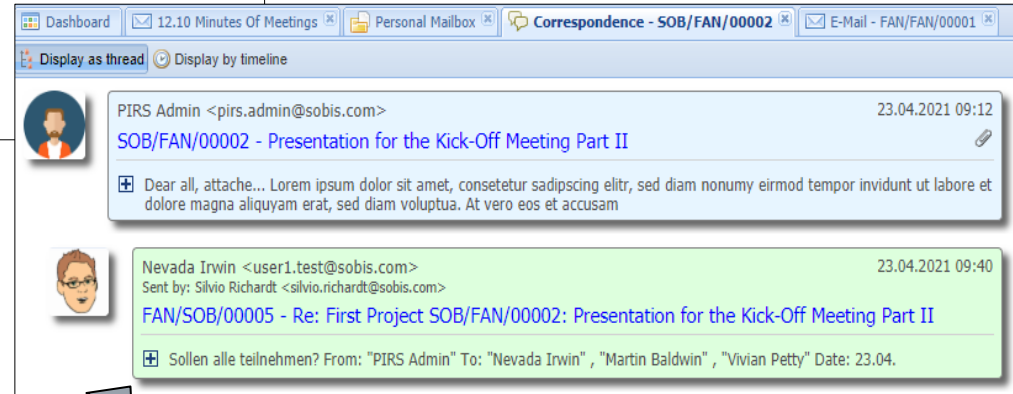 Dashboard 12.10 Minutes Of Meetings Personal Mailbox Correspondence - SOB/FAN/00002 E-Mail - FAN/FAN/00001
Display as thread Display by timeline
PIRS Admin <pirs.admin@sobis.com> 23.04.2021 09:12
SOB/FAN/00002 - Presentation for the Kick-Off Meeting Part II
Dear all, attache... Lorem ipsum dolor sit amet, consetetur sadipscing elitr, sed diam nonumy eirmod tempor invidunt ut labore et
dolore magna aliquyam erat, sed diam voluptua. At vero eos et accusam
Nevada Irwin <user1.test@sobis.com> 23.04.2021 09:40
Sent by: Silvio Richardt <silvio.richardt@sobis.com>
FAN/SOB/00005 - Re: First Project SOB/FAN/00002: Presentation for the Kick-Off Meeting Part II
Sollen alle teilnehmen? From: "PIRS Admin" To: "Nevada Irwin" , "Martin Baldwin" , "Vivian Petty" Date: 23.04.